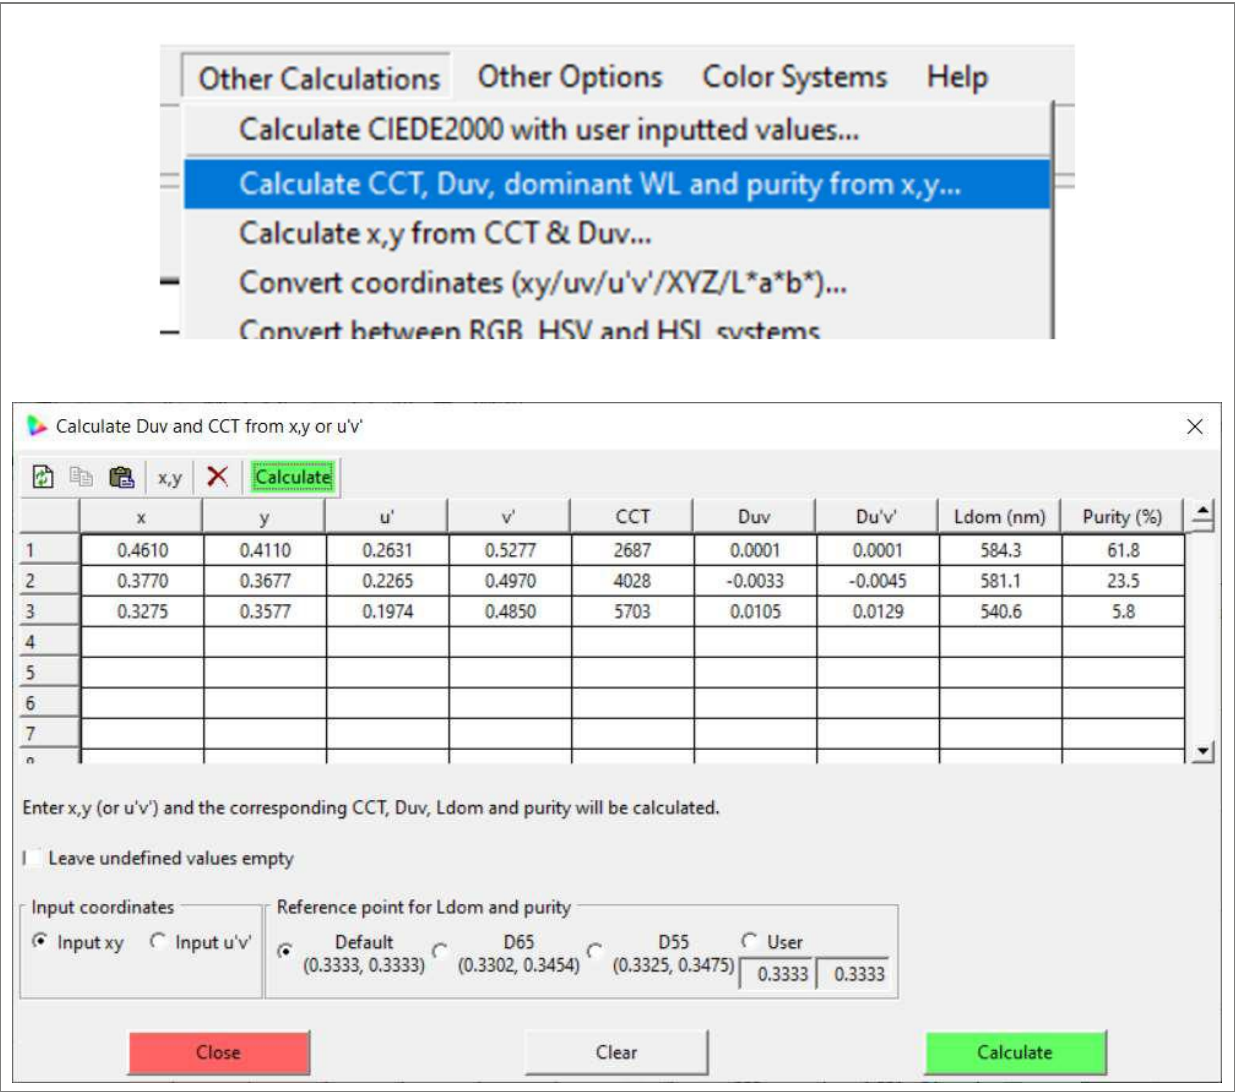 Other Calculations Other Options Color Systems Help
Calculate CIEDE2000 with user inputted values...
Calculate CCT, Duv, dominant WL and purity from x,y...
Calculate x,y from CCT & Duv...
Convert coordinates (xy/uv/u'v'/XYZ/L*a*b*)...
Convert between RGB, HSV and HSL systems
Calculate Duv and CCT from x,y or u'v'
x,y Calculate
x y u' v' CCT Duv Du'v' Ldom (nm) Purity (%)
1 0.4610 0.4110 0.2631 0.5277 2687 0.0001 0.0001 584.3 61.8
2 0.3770 0.3677 0.2265 0.4970 4028 -0.0033 -0.0045 581.1 23.5
3 0.3275 0.3577 0.1974 0.4850 5703 0.0105 0.0129 540.6 5.8
4
5
6
7
Enter x,y (or u'v') and the corresponding CCT, Duv, Ldom and purity will be calculated.
Leave undefined values empty
Input coordinates Reference point for Ldom and purity
Input xy Input u'v' Default D65 D55 User
(0.3333, 0.3333) (0.3302, 0.3454) (0.3325, 0.3475) 0.3333 0.3333
Close Clear Calculate